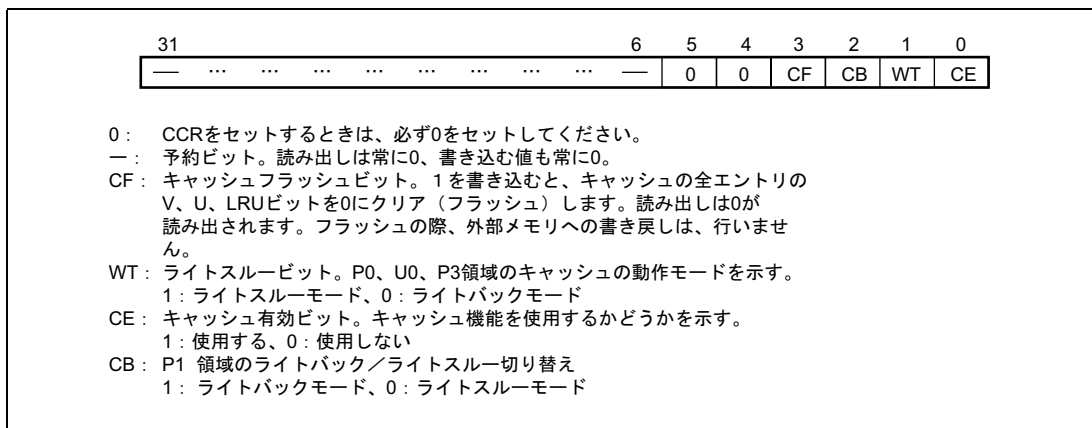 31 6 5 4 3 2 1 0
― … … … … … … … … ― 0 0 CF CB WT CE
0： CCRをセットするときは、必ず0をセットしてください。
ー： 予約ビット。読み出しは常に0、書き込む値も常に0。
CF： キャッシュフラッシュビット。１を書き込むと、キャッシュの全エントリの
V、U、LRUビットを0にクリア（フラッシュ）します。読み出しは0が
読み出されます。フラッシュの際、外部メモリへの書き戻しは、行いませ
ん。
WT： ライトスルービット。P0、U0、P3領域のキャッシュの動作モードを示す。
1：ライトスルーモード、0：ライトバックモード
CE： キャッシュ有効ビット。キャッシュ機能を使用するかどうかを示す。
1：使用する、0：使用しない
CB： P1 領域のライトバック／ライトスルー切り替え
1： ライトバックモード、0：ライトスルーモード